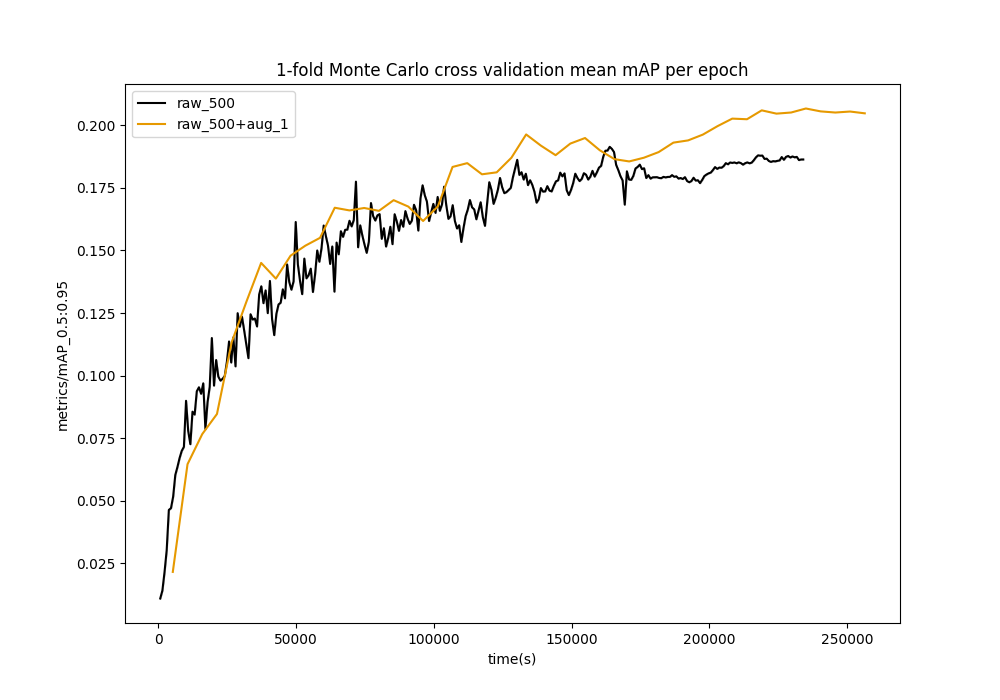 1-fold Monte Carlo cross validation mean mAP per epoch
raw_500
raw_500+aug_1
metrics/mAP_0.5:0.95
0.200
0.175
0.150
0.125
0.100
0.075
0.050
0.025
0
50000
100000
150000
200000
250000
time(s)